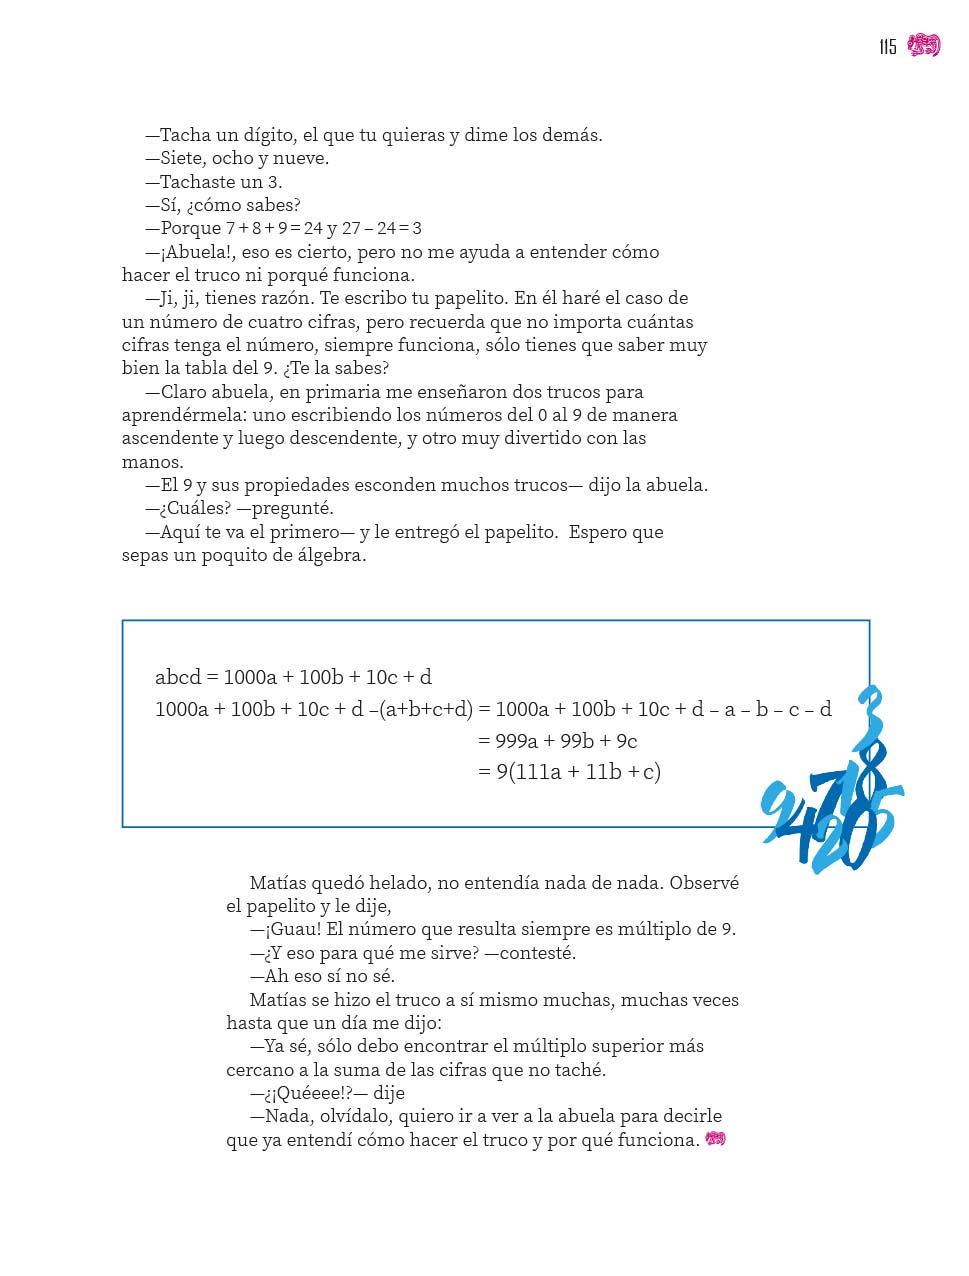 115
—Tacha un dígito, el que tu quieras y dime los demás.
—Siete, ocho y nueve.
—Tachaste un 3.
—Sí, ¿cómo sabes?
—Porque 7 + 8 + 9 = 24 y 27 – 24 = 3
—¡Abuela!, eso es cierto, pero no me ayuda a entender cómo
hacer el truco ni porqué funciona.
—Ji, ji, tienes razón. Te escribo tu papelito. En él haré el caso de
un número de cuatro cifras, pero recuerda que no importa cuántas
cifras tenga el número, siempre funciona, sólo tienes que saber muy
bien la tabla del 9. ¿Te la sabes?
—Claro abuela, en primaria me enseñaron dos trucos para
aprendérmela: uno escribiendo los números del 0 al 9 de manera
ascendente y luego descendente, y otro muy divertido con las
manos.
—El 9 y sus propiedades esconden muchos trucos— dijo la abuela.
—¿Cuáles? —pregunté.
—Aquí te va el primero— y le entregó el papelito. Espero que
sepas un poquito de álgebra.
abcd = 1000a + 100b + 10c + d
1000a + 100b + 10c + d –(a+b+c+d) = 1000a + 100b + 10c + d – a – b – c – d
= 999a + 99b + 9c
= 9(111a + 11b + c)
3
8
9 4 7 1 5
2 0
Matías quedó helado, no entendía nada de nada. Observé
el papelito y le dije,
—¡Guau! El número que resulta siempre es múltiplo de 9.
—¿Y eso para qué me sirve? —contesté.
—Ah eso sí no sé.
Matías se hizo el truco a sí mismo muchas, muchas veces
hasta que un día me dijo:
—Ya sé, sólo debo encontrar el múltiplo superior más
cercano a la suma de las cifras que no taché.
—¿¡Quéeee!?— dije
—Nada, olvídalo, quiero ir a ver a la abuela para decirle
que ya entendí cómo hacer el truco y por qué funciona.